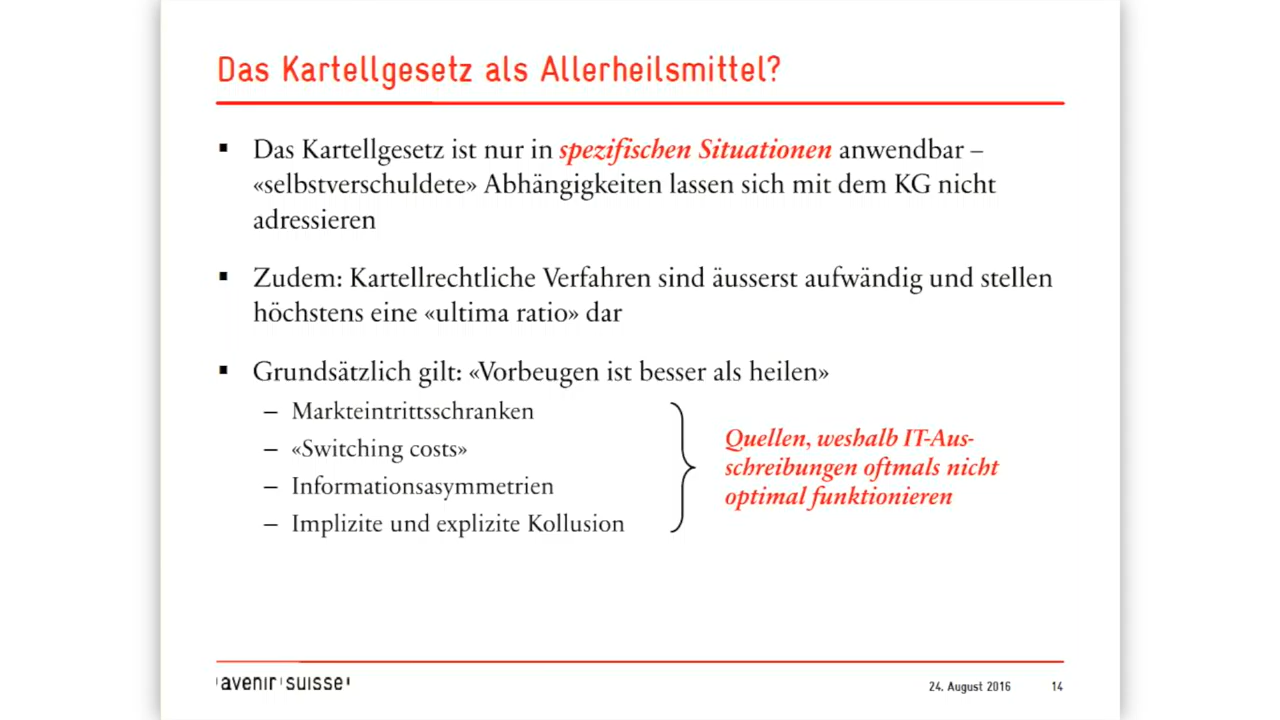 Das Kartellgesetz als Allerheilsmittel?
▪ Das Kartellgesetz ist nur in spezifischen Situationen anwendbar –
«selbstverschuldete» Abhängigkeiten lassen sich mit dem KG nicht
adressieren
▪ Zudem: Kartellrechtliche Verfahren sind äusserst aufwändig und stellen
höchstens eine «ultima ratio» dar
▪ Grundsätzlich gilt: «Vorbeugen ist besser als heilen»
– Markteintrittsschranken
– «Switching costs»
– Informationsasymmetrien
– Implizite und explizite Kollusion
Quellen, weshalb IT-Aus-
schreibungen oftmals nicht
optimal funktionieren
avenir suisse
24. August 2016 14